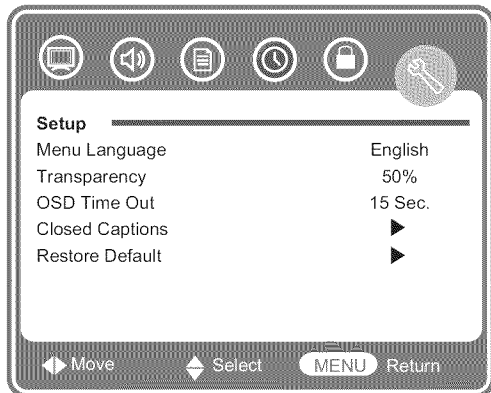 Setup
Menu Language English
Transparency 50%
OSD Time Out 15 Sec.
Closed Captions
Restore Default
Move Select MENU Return